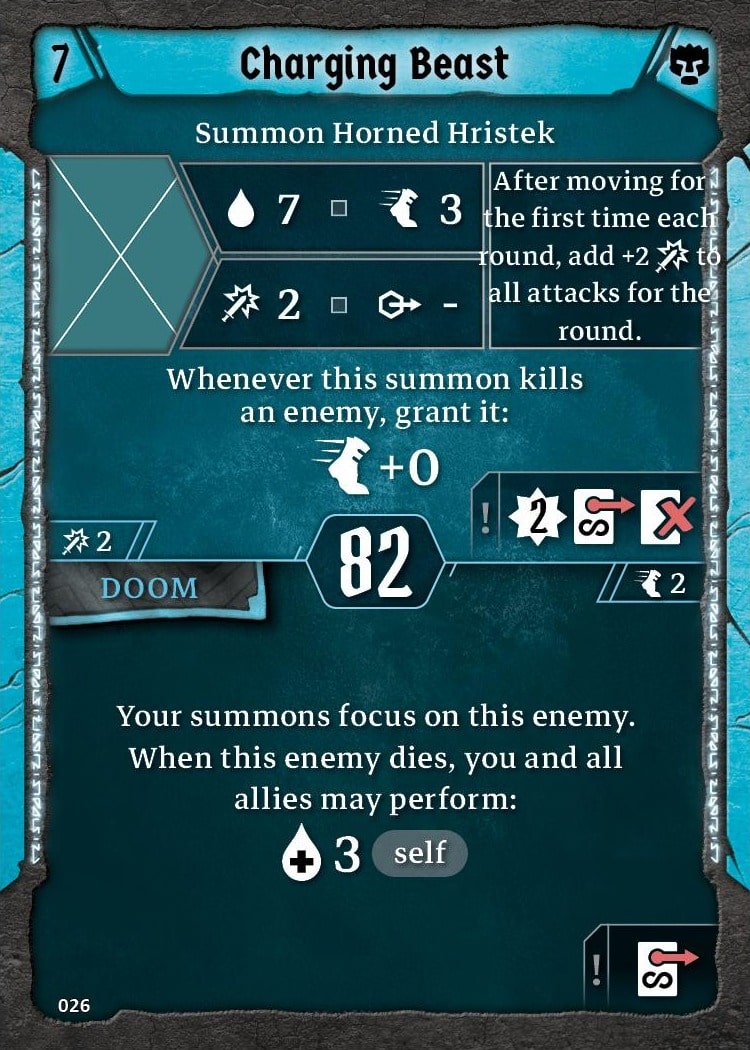 7
Charging Beast
Summon Horned Hristek
7 3
2 -
After moving for
the first time each
round, add +2 to
all attacks for the
round.
Whenever this summon kills
an enemy, grant it:
+0
2
2
82
DOOM
2
Your summons focus on this enemy.
When this enemy dies, you and all
allies may perform:
3 self
026